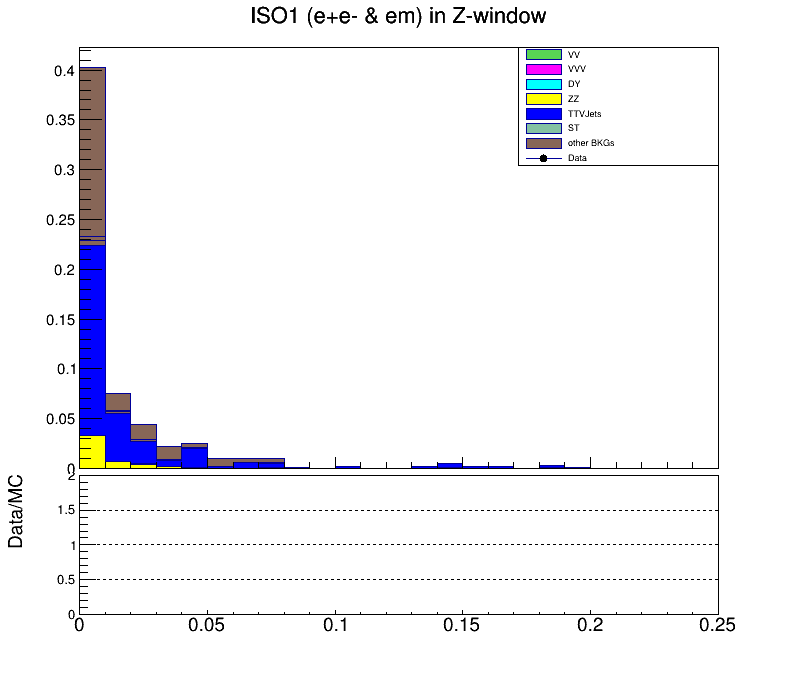 ISO1 (e+e- & em) in Z-window
VV
VVV
DY
ZZ
TTVJets
ST
other BKGs
Data
0.4
0.35
0.3
0.25
0.2
0.15
0.1
0.05
0
Data/MC
2
1.5
1
0.5
0
0 0.05 0.1 0.15 0.2 0.25